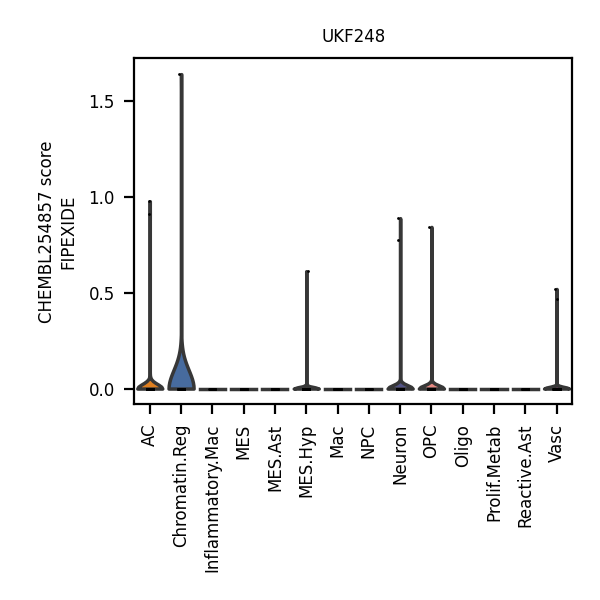 UKF248
CHEMBL254857 score
FIPEXIDE
1.5
1.0
0.5
0.0
AC
Chromatin.Reg
Inflammatory.Mac
MES
MES.Ast
MES.Hyp
Mac
NPC
Neuron
OPC
Oligo
Prolif.Metab
Reactive.Ast
Vasc